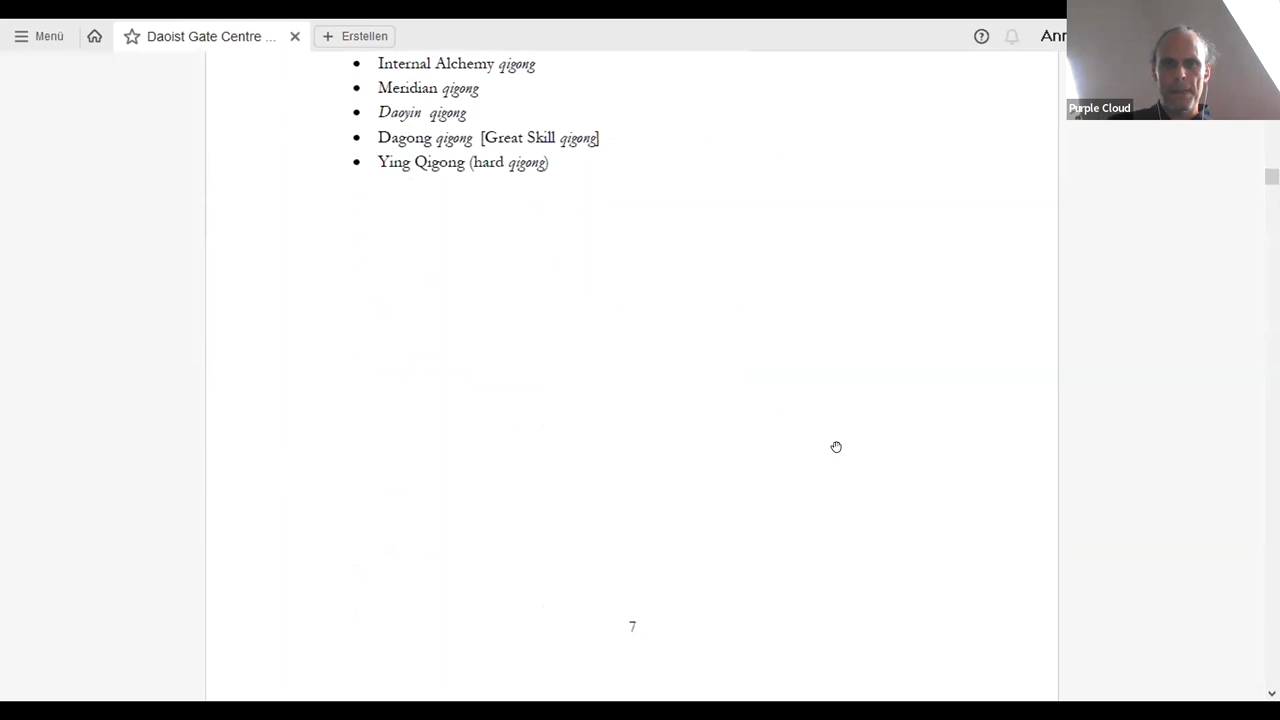 Menü
Daoist Gate Centre ...
Erstellen
Purple Cloud
• Internal Alchemy qigong
• Meridian qigong
• Daoyin qigong
• Dagong qigong [Great Skill qigong]
• Ying Qigong (hard qigong)
7